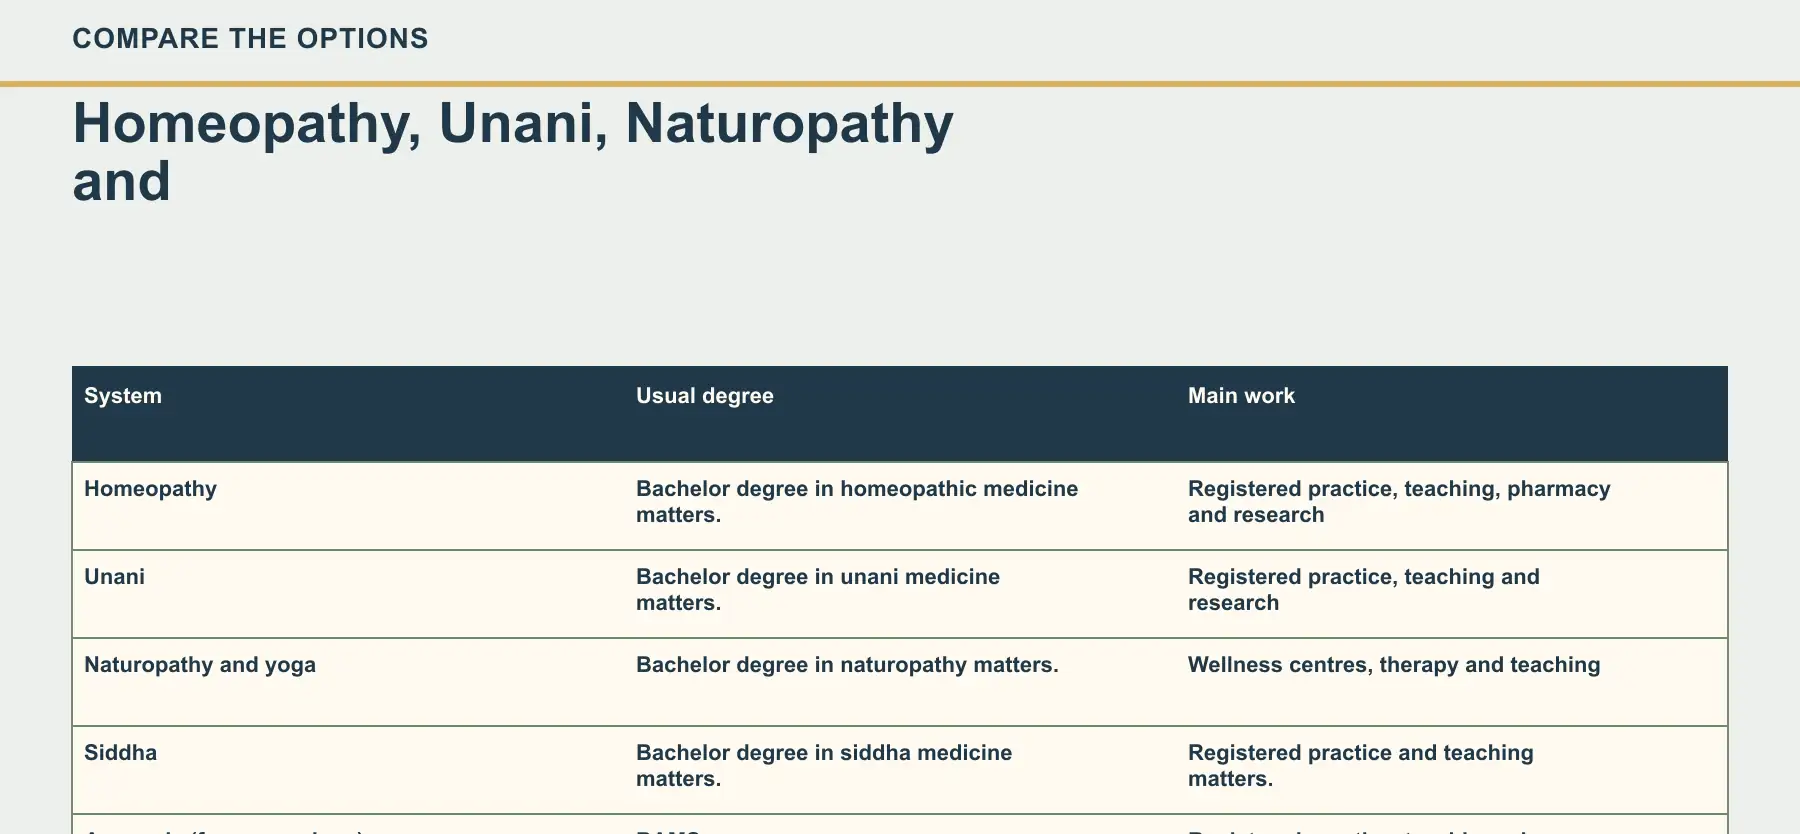 COMPARE THE OPTIONS
Homeopathy, Unani, Naturopathy
and
System
Usual degree
Main work
Homeopathy
Bachelor degree in homeopathic medicine
matters.
Registered practice, teaching, pharmacy
and research
Unani
Bachelor degree in unani medicine
matters.
Registered practice, teaching and
research
Naturopathy and yoga
Bachelor degree in naturopathy matters.
Wellness centres, therapy and teaching
Siddha
Bachelor degree in siddha medicine
matters.
Registered practice and teaching
matters.